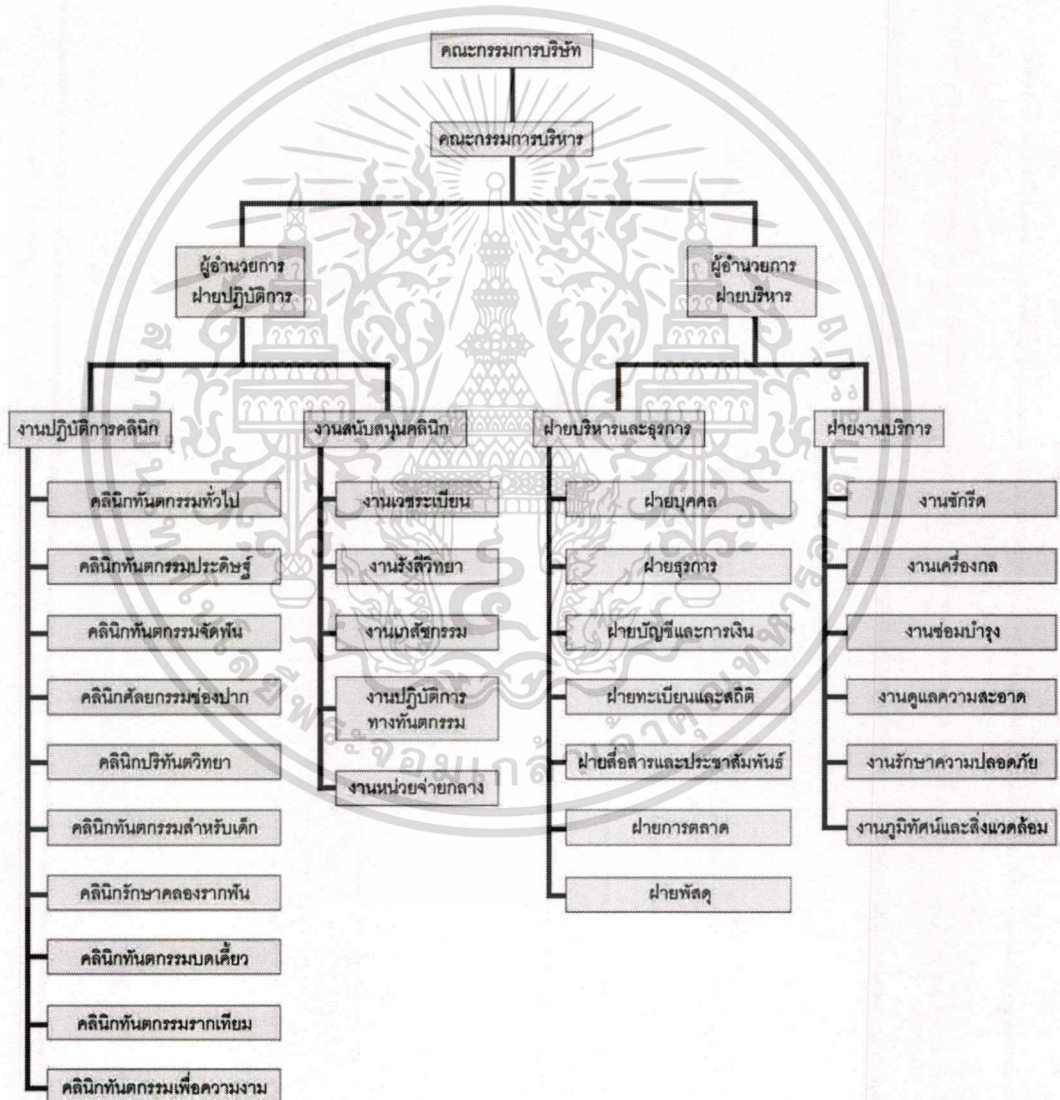 คณะกรรมการบริษัท
คณะกรรมการบริหาร
ผู้อำนวยการ
ฝ่ายปฏิบัติการ
ผู้อำนวยการ
ฝ่ายบริหาร
งานปฏิบัติการคลินิก
คลินิกทันตกรรมทั่วไป
คลินิกทันตกรรมประดิษฐ์
คลินิกทันตกรรมจัดฟัน
คลินิกศัลยกรรมช่องปาก
คลินิกปริทันตวิทยา
คลินิกทันตกรรมสำหรับเด็ก
คลินิกรักษาคลองรากฟัน
คลินิกทันตกรรมบดเคี้ยว
คลินิกทันตกรรมรากเทียม
คลินิกทันตกรรมเพื่อความงาม
งานสนับสนุนคลินิก
งานเวชระเบียน
งานรังสีวิทยา
งานเภสัชกรรม
งานปฏิบัติการ
ทางทันตกรรม
งานหน่วยจ่ายกลาง
ฝ่ายบริหารและธุรการ
ฝ่ายบุคคล
ฝ่ายธุรการ
ฝ่ายบัญชีและการเงิน
ฝ่ายทะเบียนและสถิติ
ฝ่ายสื่อสารและประชาสัมพันธ์
ฝ่ายการตลาด
ฝ่ายพัสดุ
ฝ่ายงานบริการ
งานซักรีด
งานเครื่องกล
งานซ่อมบำรุง
งานดูแลความสะอาด
งานรักษาความปลอดภัย
งานภูมิทัศน์และสิ่งแวดล้อม
พระจอมเกล้าเจ้าคุณทหารลาดกระบัง